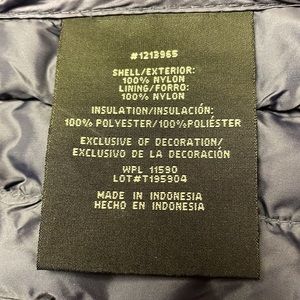 #1213965
SHELL/EXTERIOR:
100% NYLON
LINING/FORRO:
100% NYLON
INSULATION/INSULACIÓN:
100% POLYESTER/100%POLIÉSTER
EXCLUSIVE OF DECORATION/
EXCLUSIVO DE LA DECORACIÓN
WPL 11590
LOT#T195904
MADE IN INDONESIA
HECHO EN INDONESIA